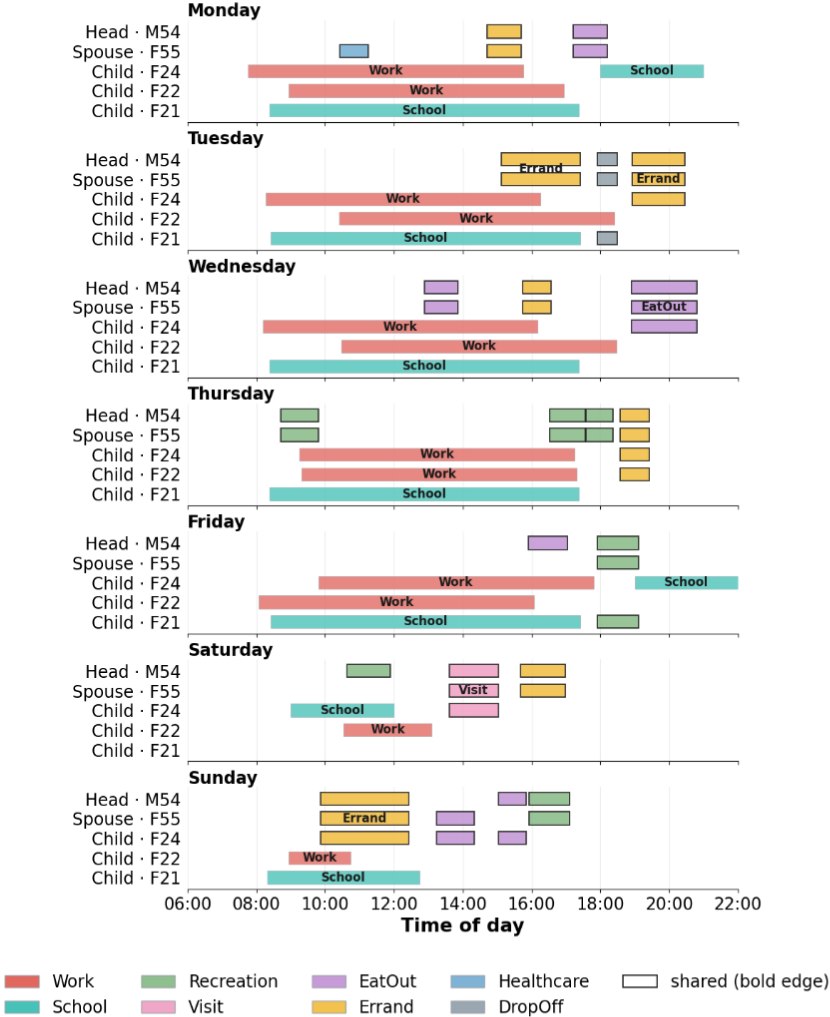 Monday
Head · M54
Spouse · F55
Child · F24 Work School
Child · F22 Work
Child · F21 School
Tuesday
Head · M54
Errand
Spouse · F55 Errand
Child · F24 Work
Child · F22 Work
Child · F21 School
Wednesday
Head · M54
Spouse · F55 EatOut
Child · F24 Work
Child · F22 Work
Child · F21 School
Thursday
Head · M54
Spouse · F55
Child · F24 Work
Child · F22 Work
Child · F21 School
Friday
Head · M54
Spouse · F55
Child · F24 Work School
Child · F22 Work
Child · F21 School
Saturday
Head · M54
Spouse · F55 Visit
Child · F24 School
Child · F22 Work
Child · F21
Sunday
Head · M54
Spouse · F55 Errand
Child · F24
Child · F22 Work
Child · F21 School
06:00 08:00 10:00 12:00 14:00 16:00 18:00 20:00 22:00
Time of day
Work Recreation EatOut Healthcare shared (bold edge)
School Visit Errand DropOff